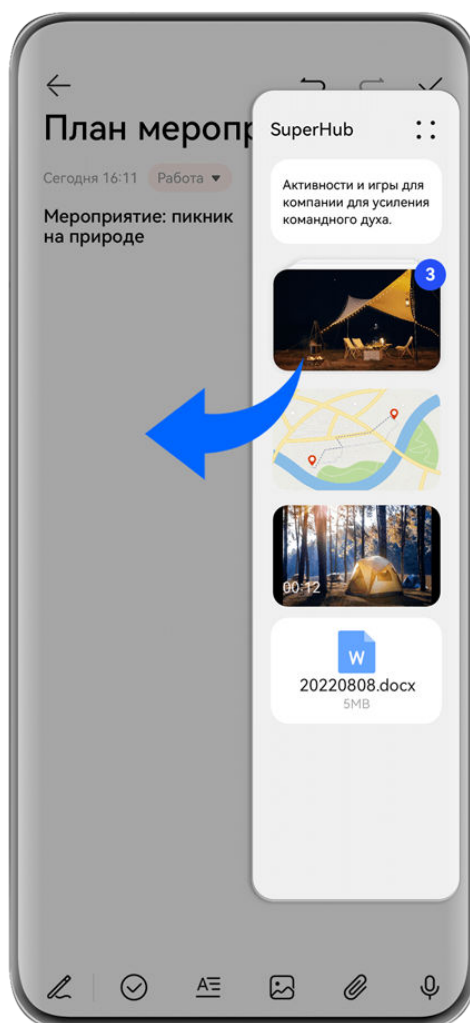 План меропр
Сегодня 16:11 Работа
Мероприятие: пикник
на природе
SuperHub
Активности и игры для
компании для усиления
командного духа.
3
00:12
W
20220808.docx
5MB